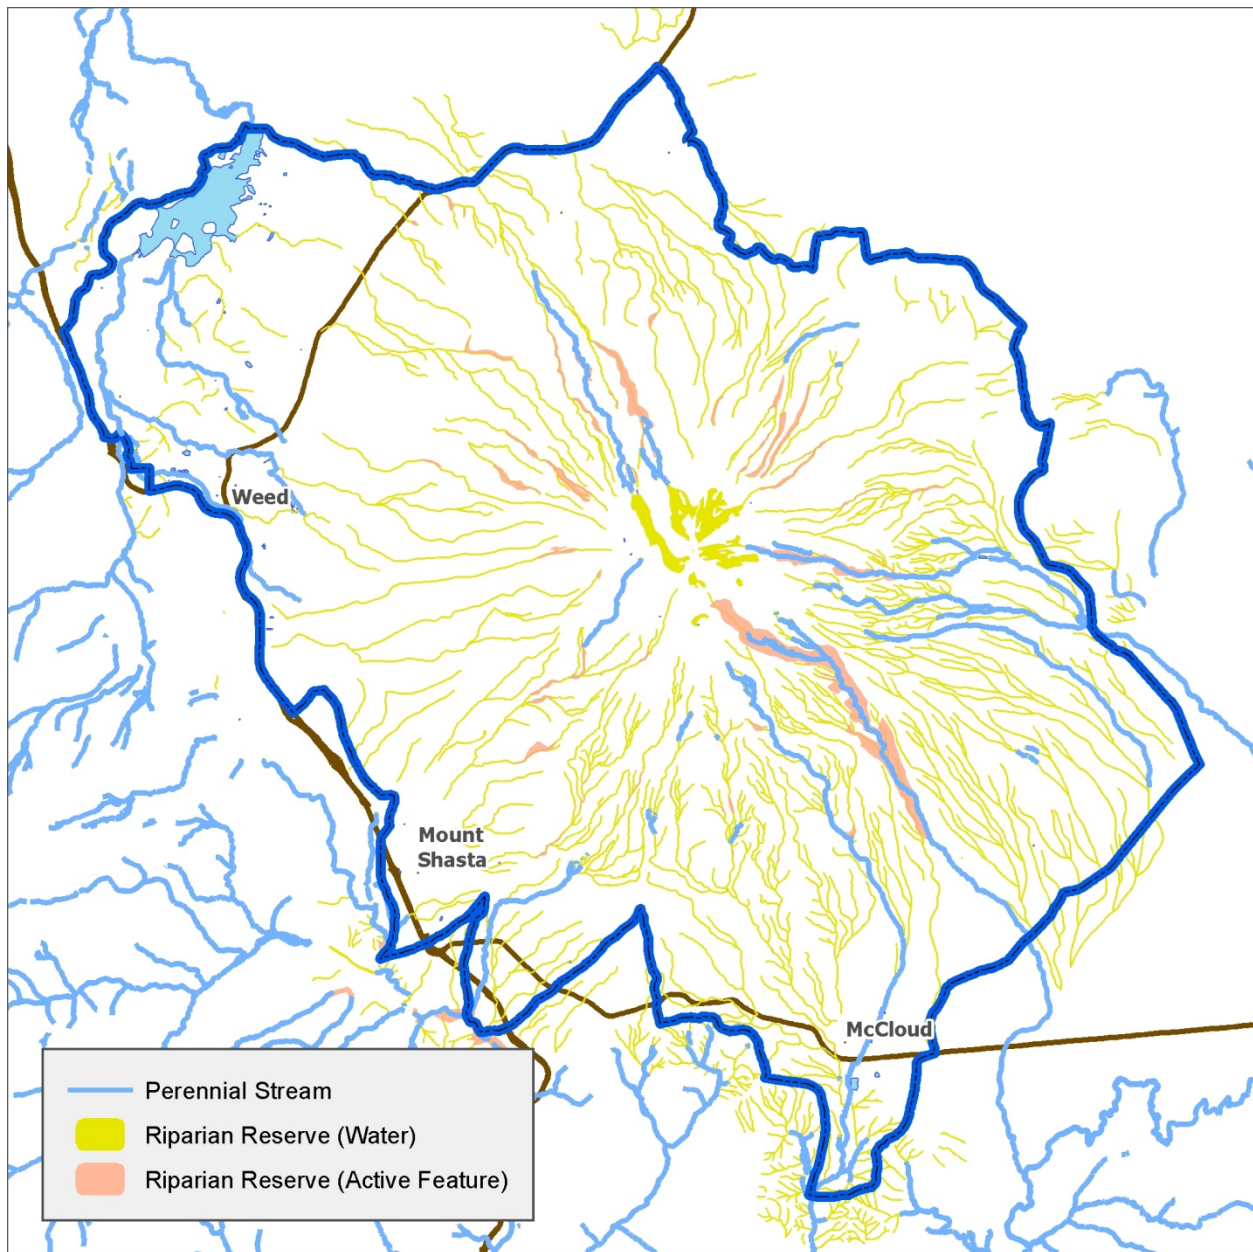 Weed
Mount
Shasta
McCloud
Perennial Stream
Riparian Reserve (Water)
Riparian Reserve (Active Feature)